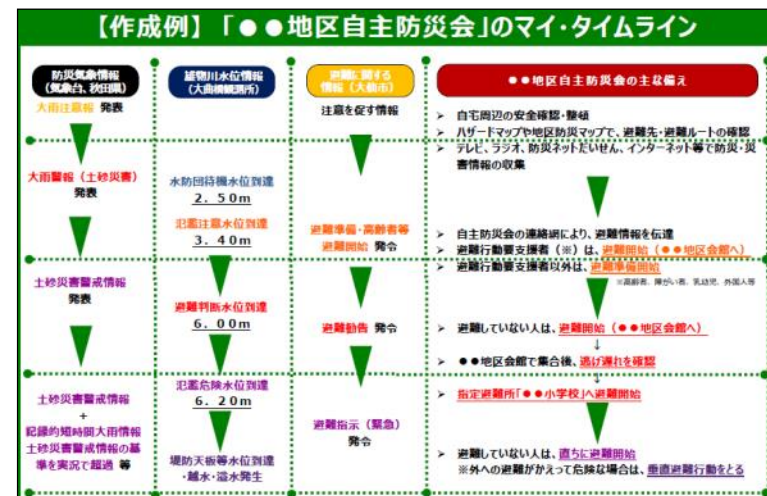 【作成例】「●●地区自主防災会」のマイ・タイムライン
防災気象情報
(気象台、秋田県)
大雨注意報 発表
大雨警報（土砂災害）
発表
土砂災害警戒情報
発表
土砂災害警戒情報
+
記録的短時間大雨情報
土砂災害警戒情報の基
準を実況で超過 等
雄物川水位情報
(大曲橋観測所)
水防団待機水位到達
2．50m
氾濫注意水位到達
3．40m
避難判断水位到達
6．00m
氾濫危険水位到達
6．20m
堤防天板等水位到達
・越水・溢水発生
避難に関する
情報（大仙市）
注意を促す情報
避難準備・高齢者等
避難開始 発令
避難勧告 発令
避難指示（緊急）
発令
●●地区自主防災会の主な備え
➢ 自宅周辺の安全確認・整頓
➢ ハザードマップや地区防災マップで、避難先・避難ルートの確認
➢ テレビ、ラジオ、防災ネットだいせん、インターネット等で防災・災
害情報の収集
➢ 自主防災会の連絡網により、避難情報を伝達
➢ 避難行動要支援者（※）は、避難開始（●●地区会館へ）
➢ 避難行動要支援者以外は、避難準備開始
※高齢者、障がい者、乳幼児、外国人等
➢ 避難していない人は、避難開始（●●地区会館へ）
↓
➢ ●●地区会館で集合後、逃げ遅れを確認
↓
➢ 指定避難所「●●小学校」へ避難開始
➢ 避難していない人は、直ちに避難開始
※外への避難がかえって危険な場合は、垂直避難行動をとる